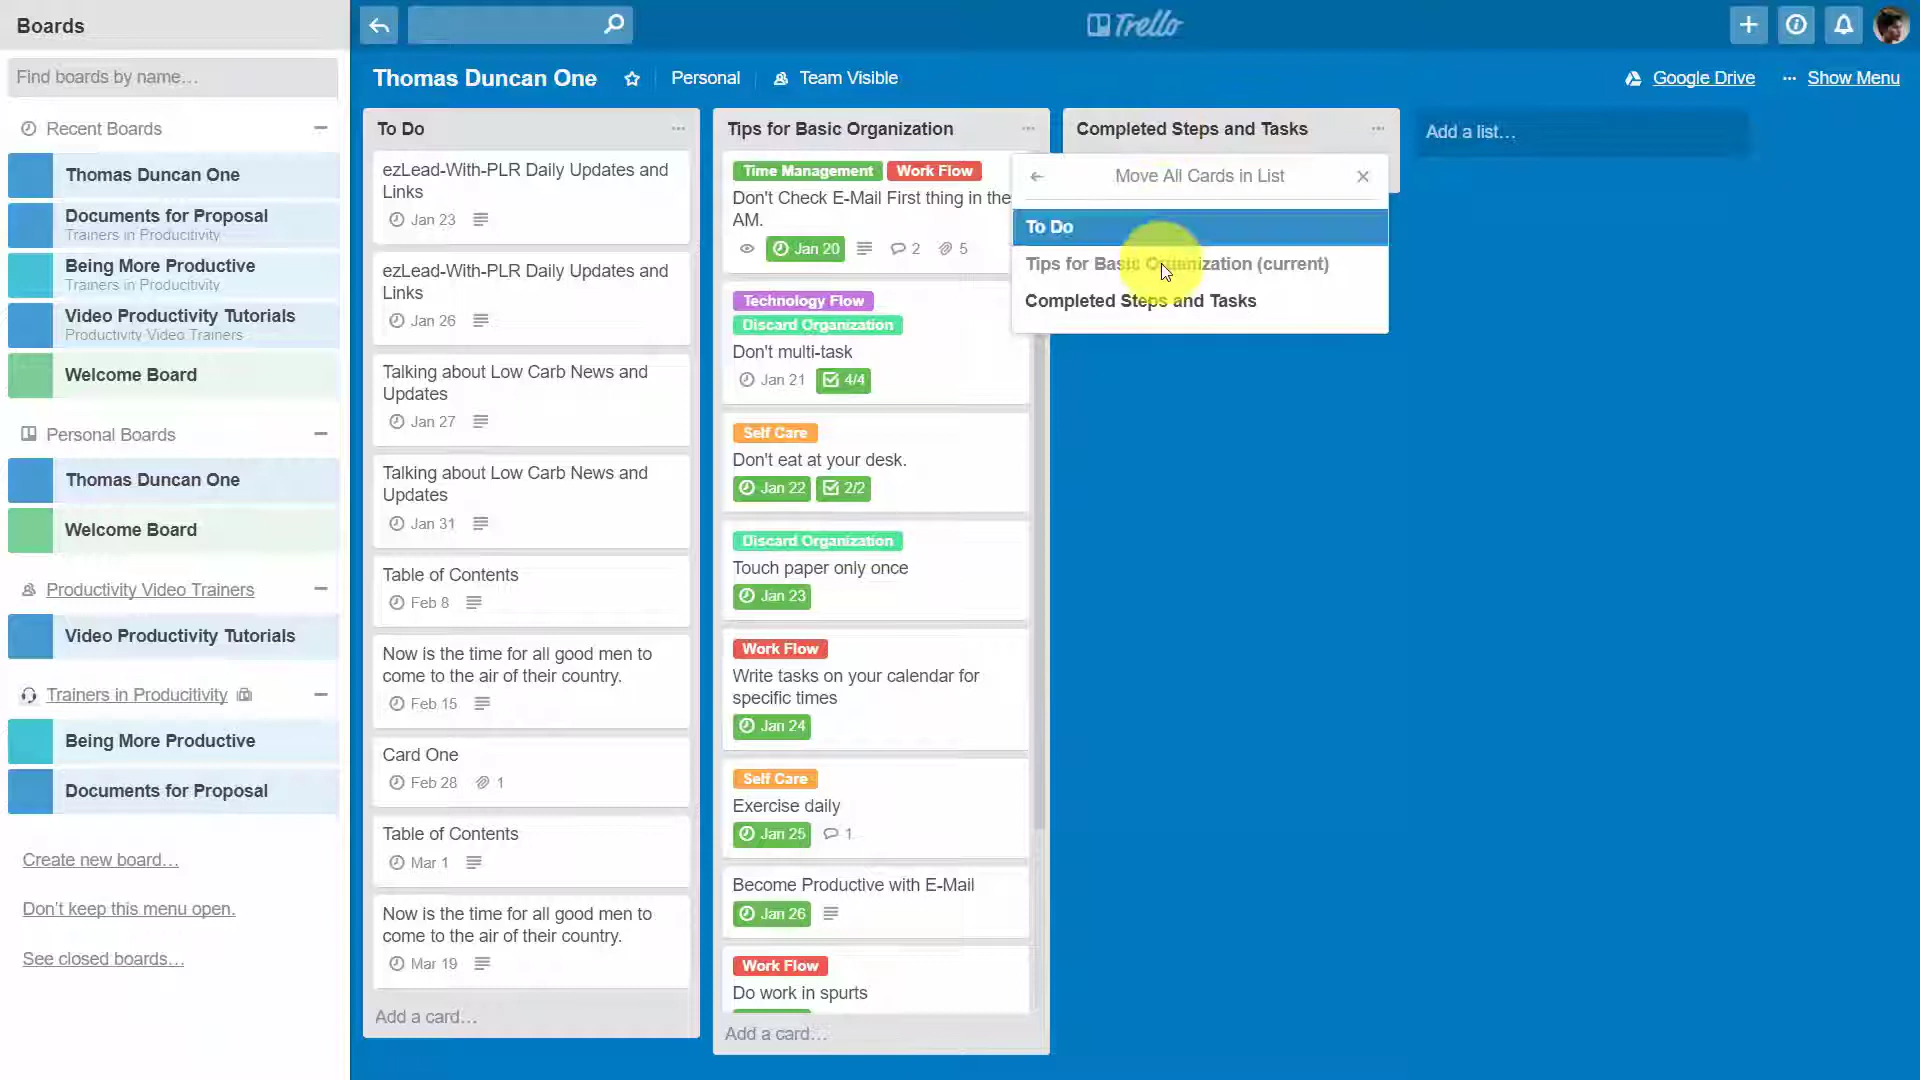 Boards
Find boards by name…
Recent Boards
Thomas Duncan One
Documents for Proposal
Trainers in Producitivity
Being More Productive
Trainers in Producitivity
Video Productivity Tutorials
Productivity Video Trainers
Welcome Board
Personal Boards
Thomas Duncan One
Welcome Board
Productivity Video Trainers
Video Productivity Tutorials
Trainers in Producitivity
Being More Productive
Documents for Proposal
Create new board…
Don't keep this menu open.
See closed boards…
Trello
Thomas Duncan One
Personal
Team Visible
Google Drive
Show Menu
To Do
ezLead-With-PLR Daily Updates and
Links
Jan 23
ezLead-With-PLR Daily Updates and
Links
Jan 26
Talking about Low Carb News and
Updates
Jan 27
Talking about Low Carb News and
Updates
Jan 31
Table of Contents
Feb 8
Now is the time for all good men to
come to the air of their country.
Feb 15
Card One
Feb 28 1
Table of Contents
Mar 1
Now is the time for all good men to
come to the air of their country.
Mar 19
Add a card…
Tips for Basic Organization
Time Management Work Flow
Don't Check E-Mail First thing in the
AM.
Jan 20 2 5
Technology Flow
Discard Organization
Don't multi-task
Jan 21 4/4
Self Care
Don't eat at your desk.
Jan 22 2/2
Discard Organization
Touch paper only once
Jan 23
Work Flow
Write tasks on your calendar for
specific times
Jan 24
Self Care
Exercise daily
Jan 25 1
Become Productive with E-Mail
Jan 26
Work Flow
Do work in spurts
Add a card…
Completed Steps and Tasks
Move All Cards in List
To Do
Tips for Basic Organization (current)
Completed Steps and Tasks
Add a list…